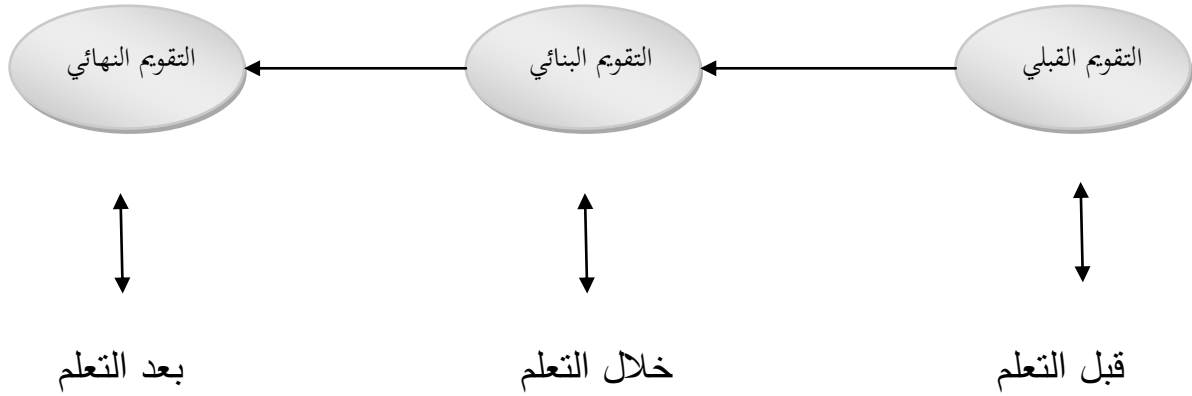 التقويم القبلي
التقويم البنائي
التقويم النهائي
قبل التعلم
خلال التعلم
بعد التعلم